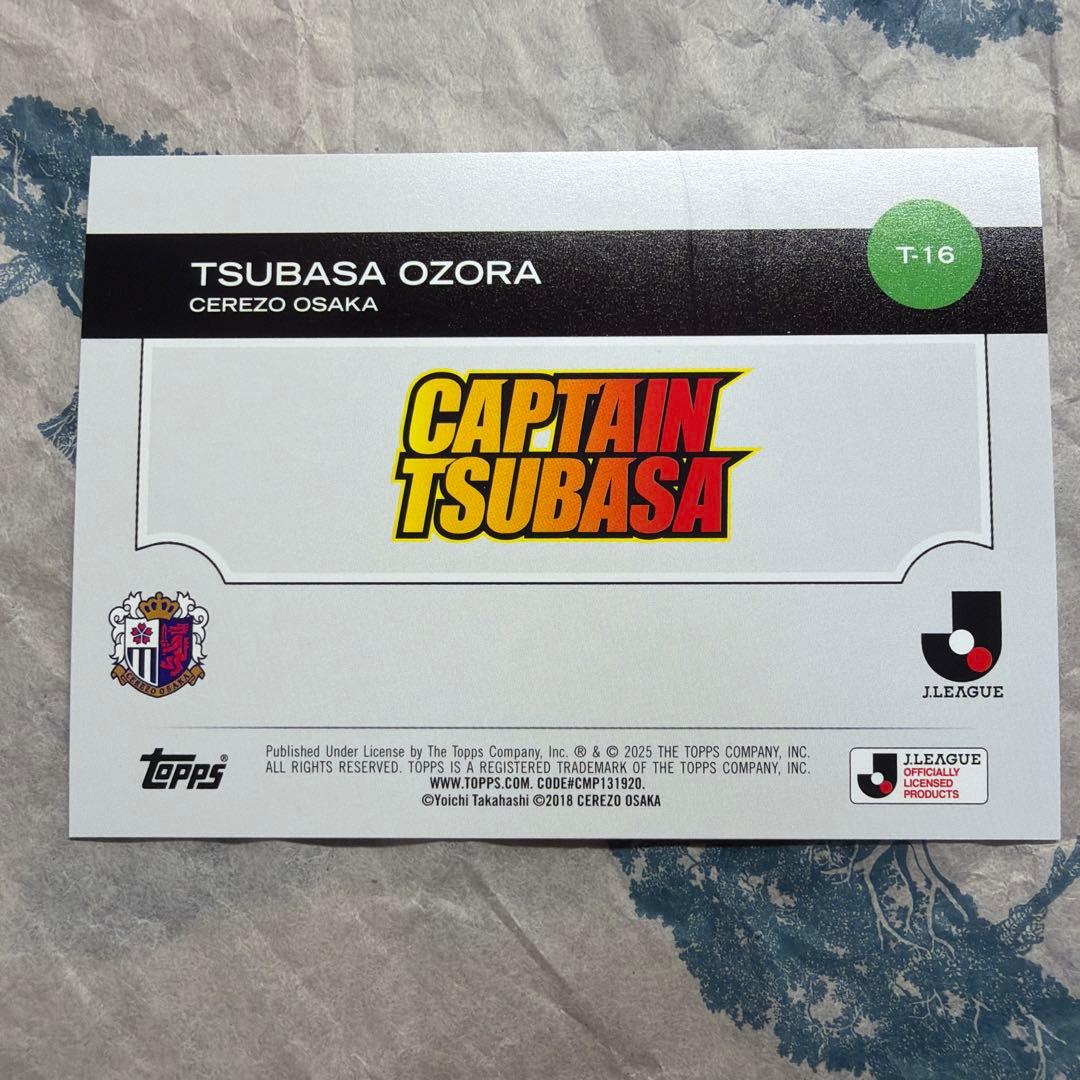 TSUBASA OZORA
CEREZO OSAKA
T-16
CAPTAIN
TSUBASA
CEREZO OSAKA
J.LEAGUE
TOPPS®
Published Under License by The Topps Company, Inc. ® & © 2025 THE TOPPS COMPANY, INC.
ALL RIGHTS RESERVED. TOPPS IS A REGISTERED TRADEMARK OF THE TOPPS COMPANY, INC.
WWW.TOPPS.COM. CODE#CMP131920.
©Yoichi Takahashi ©2018 CEREZO OSAKA
J.LEAGUE
OFFICIALLY
LICENSED
PRODUCTS